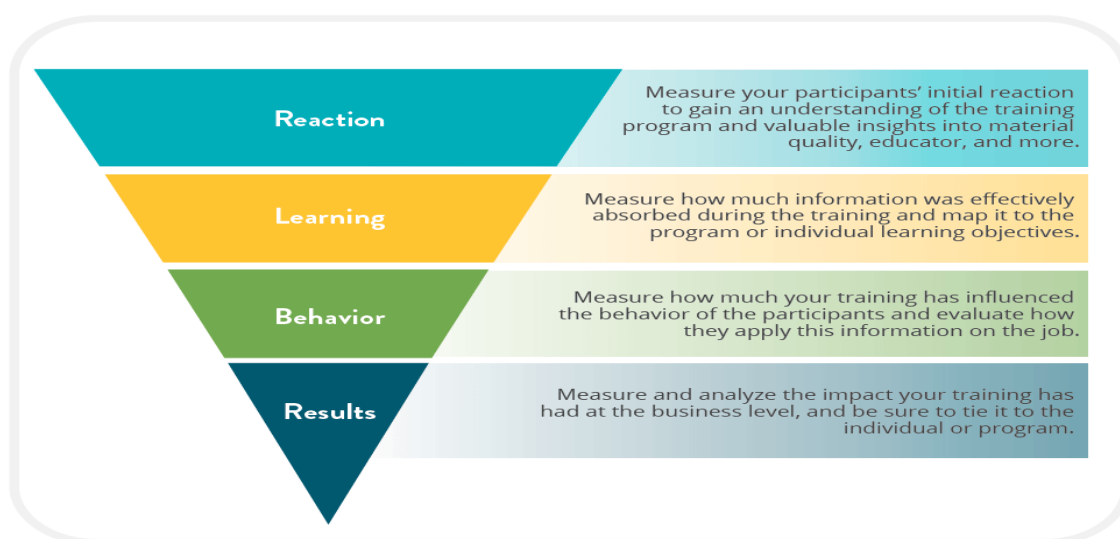 Reaction
Measure your participants' initial reaction
to gain an understanding of the training
program and valuable insights into material
quality, educator, and more.
Learning
Measure how much information was effectively
absorbed during the training and map it to the
program or individual learning objectives.
Behavior
Measure how much your training has influenced
the behavior of the participants and evaluate how
they apply this information on the job.
Results
Measure and analyze the impact your training has
had at the business level, and be sure to tie it to the
individual or program.